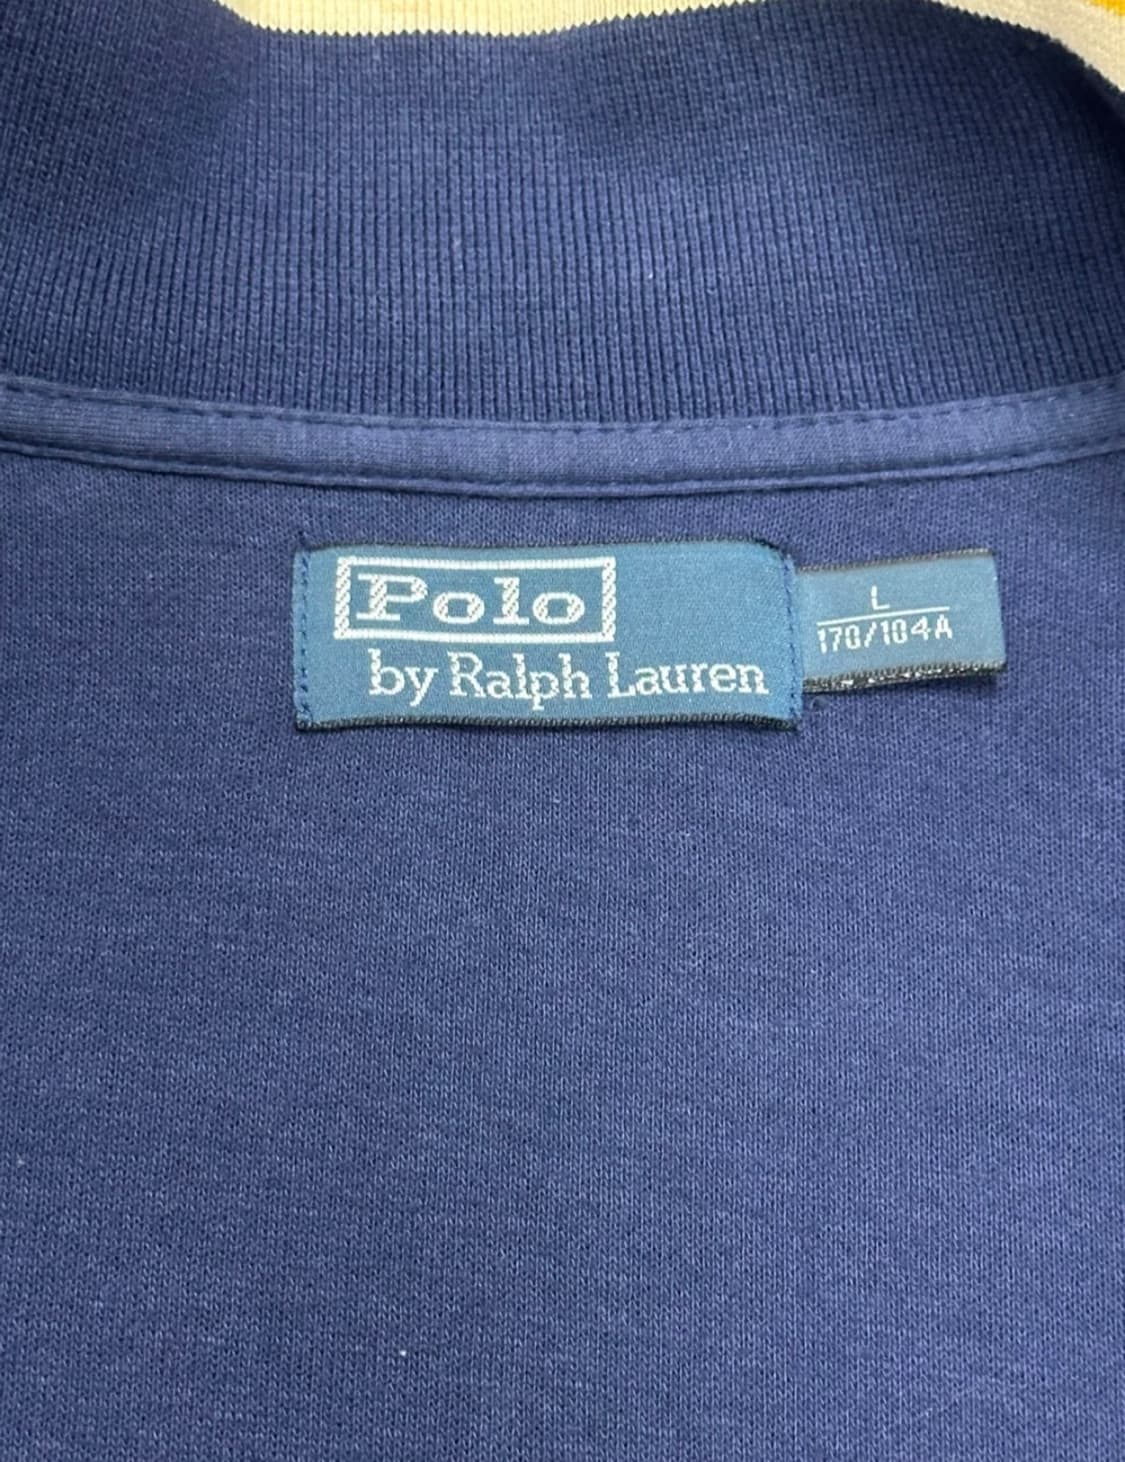 Polo
by Ralph Lauren
L
170/104A